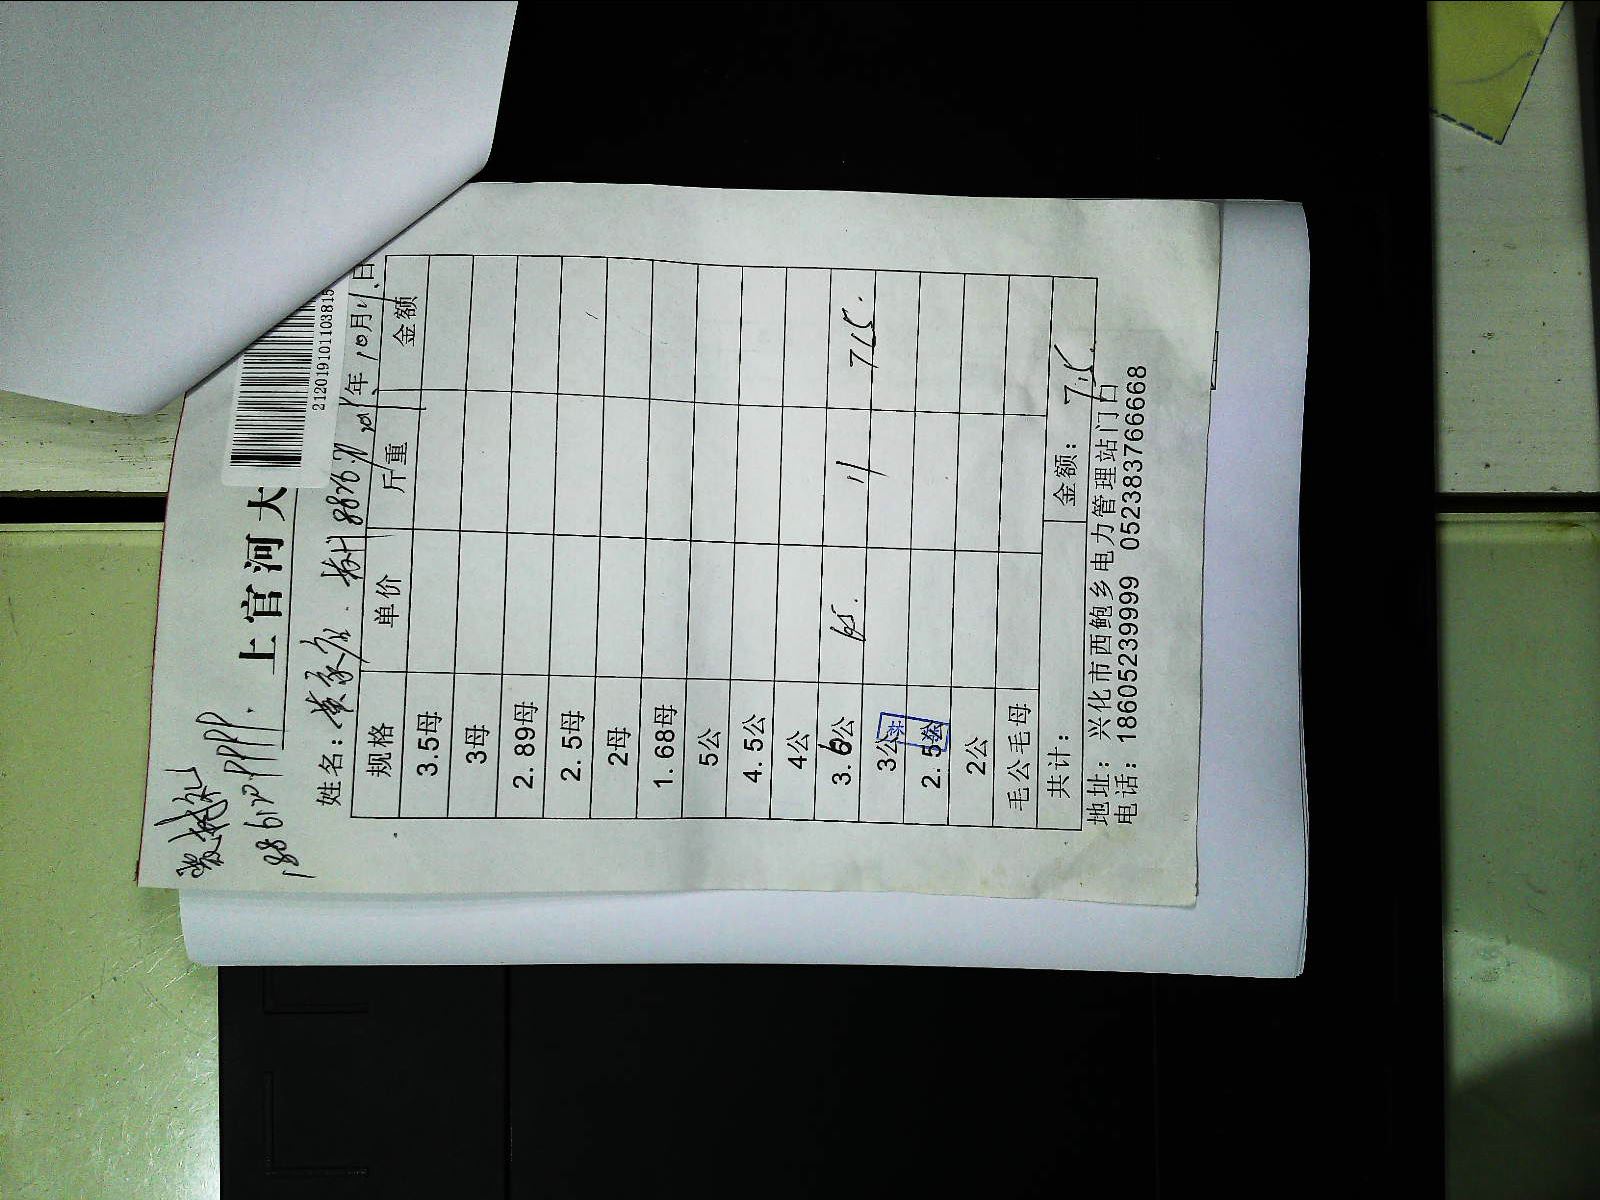 上官河大
212019101103815
姓名:
年10月11日
规格 单价 斤重 金额
3.5母
3母
2.89母
2.5母
2母
1.68母
5公
4.5公
4公
3.6公 65. 11 715.
3公
2.5公
2公
毛公毛母
共计: 金额: 715
地址: 兴化市西鲍乡电力管理站门口
电话: 18605239999 052383766668